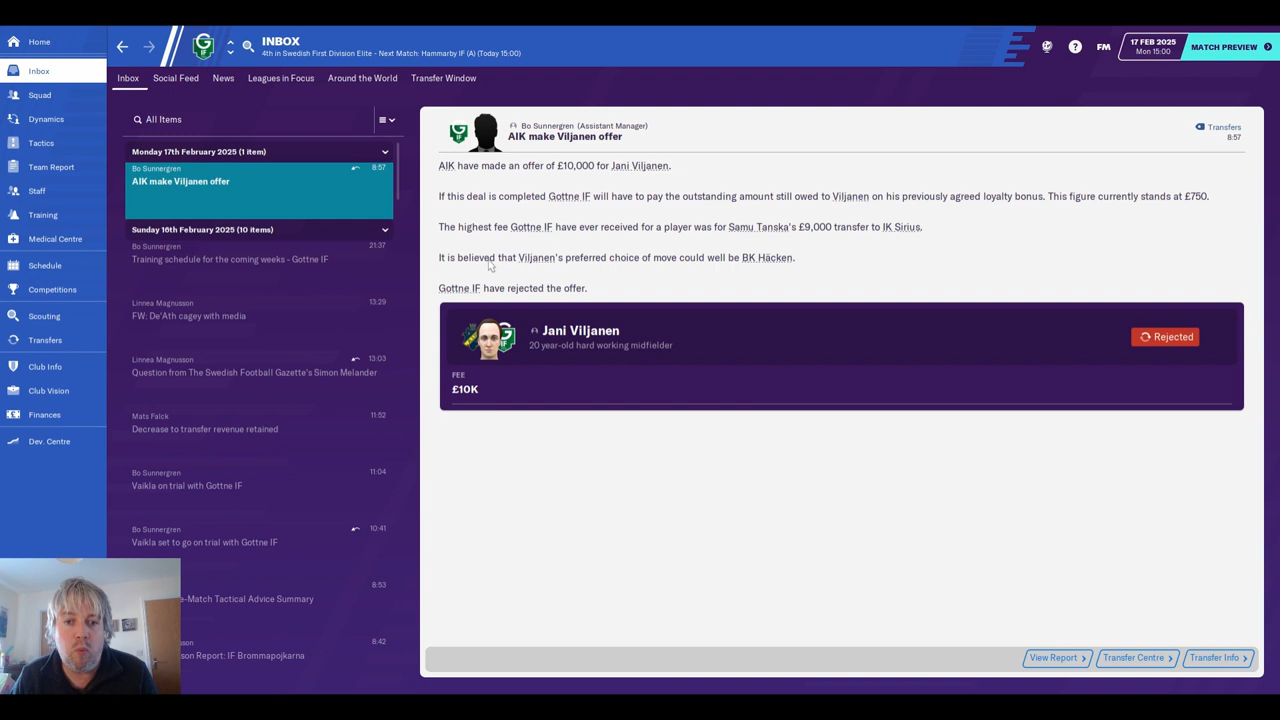 Home
Inbox
Squad
Dynamics
Tactics
Team Report
Staff
Training
Medical Centre
Schedule
Competitions
Scouting
Transfers
Club Info
Club Vision
Finances
Dev. Centre
INBOX
4th in Swedish First Division Elite - Next Match: Hammarby IF (A) (Today 15:00)
FM
17 FEB 2025
Mon 15:00
MATCH PREVIEW
Inbox
Social Feed
News
Leagues in Focus
Around the World
Transfer Window
All Items
Monday 17th February 2025 (1 item)
Bo Sunnergren 8:57
AIK make Viljanen offer
Sunday 16th February 2025 (10 items)
Bo Sunnergren 21:37
Training schedule for the coming weeks - Gottne IF
Linnea Magnusson 13:29
FW: De'Ath cagey with media
Linnea Magnusson 13:03
Question from The Swedish Football Gazette's Simon Melander
Mats Falck 11:52
Decrease to transfer revenue retained
Bo Sunnergren 11:04
Vaikla on trial with Gottne IF
Bo Sunnergren 10:41
Vaikla set to go on trial with Gottne IF
8:53
e-Match Tactical Advice Summary
sson 8:42
son Report: IF Brommapojkarna
Bo Sunnergren (Assistant Manager)
AIK make Viljanen offer
Transfers
8:57
AIK have made an offer of £10,000 for Jani Viljanen.
If this deal is completed Gottne IF will have to pay the outstanding amount still owed to Viljanen on his previously agreed loyalty bonus. This figure currently stands at £750.
The highest fee Gottne IF have ever received for a player was for Samu Tanska's £9,000 transfer to IK Sirius.
It is believed that Viljanen's preferred choice of move could well be BK Häcken.
Gottne IF have rejected the offer.
Jani Viljanen
20 year-old hard working midfielder
Rejected
FEE
£10K
View Report
Transfer Centre
Transfer Info